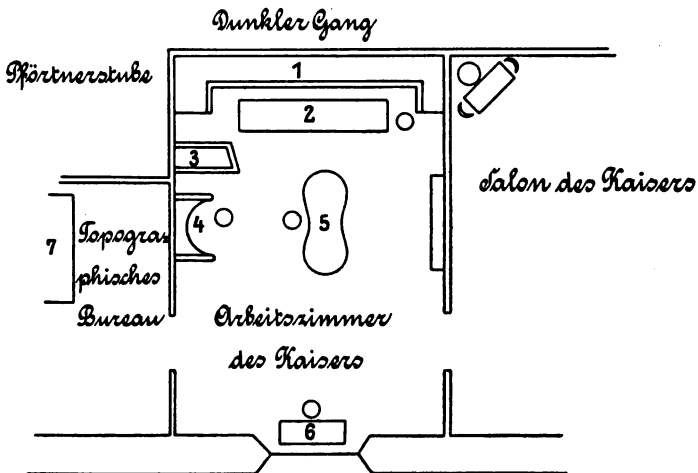 Dunkler Gang
Pförtnerstube
1
2
3
Salon des Kaisers
4
5
7
Topogra-
phisches
Bureau
Arbeitszimmer
des Kaisers
6